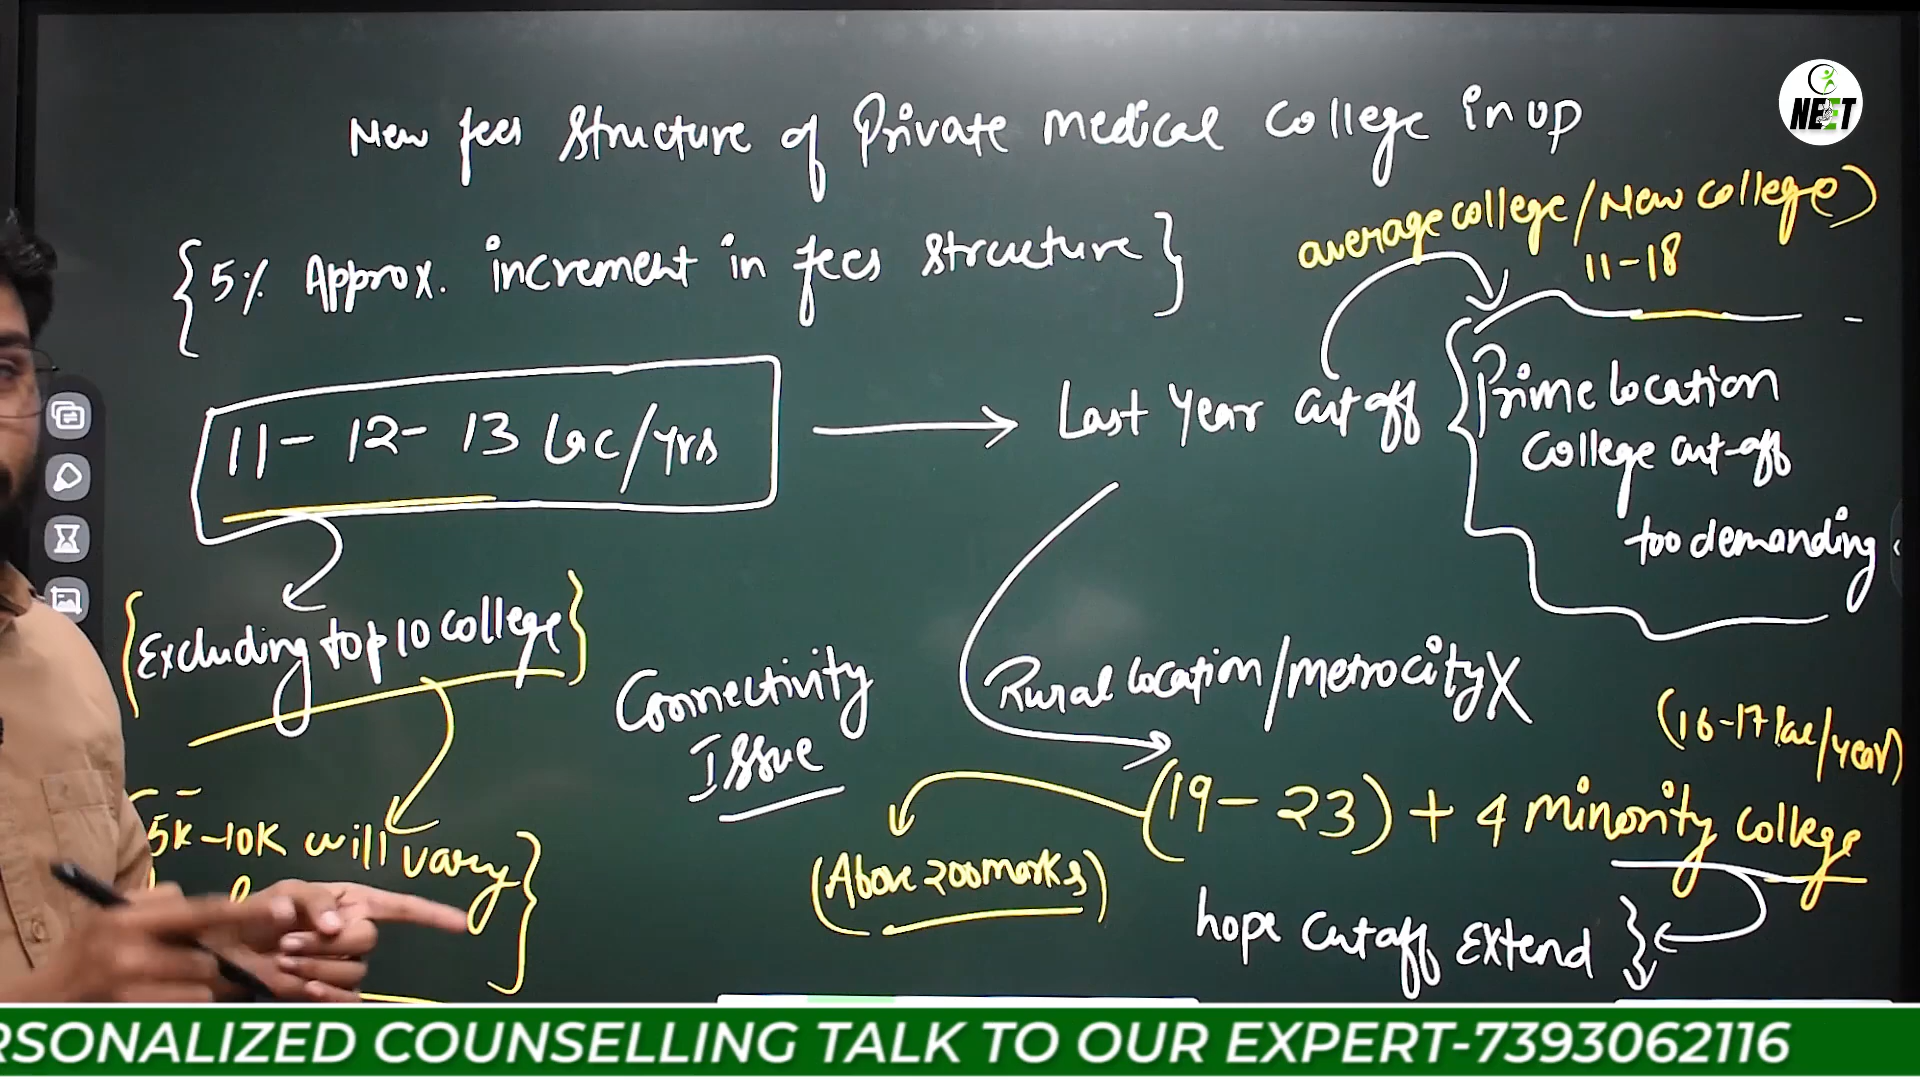 NEET
New fees structure of Private medical college in up
average college/New college)
11-18
{5% Approx. increment in fees structure}
11- 12- 13 lac/yrs
Last Year cutoff
Prime location
college cut-off
too demanding
{Excluding top 10 college}
Connectivity
Issue
Rural location/metrocity X
(16-17 lac/year)
(19-23) + 4 minority college
5K-10K will vary
(Above 200 marks)
hope cutoff Extend
RSONALIZED COUNSELLING TALK TO OUR EXPERT-7393062116